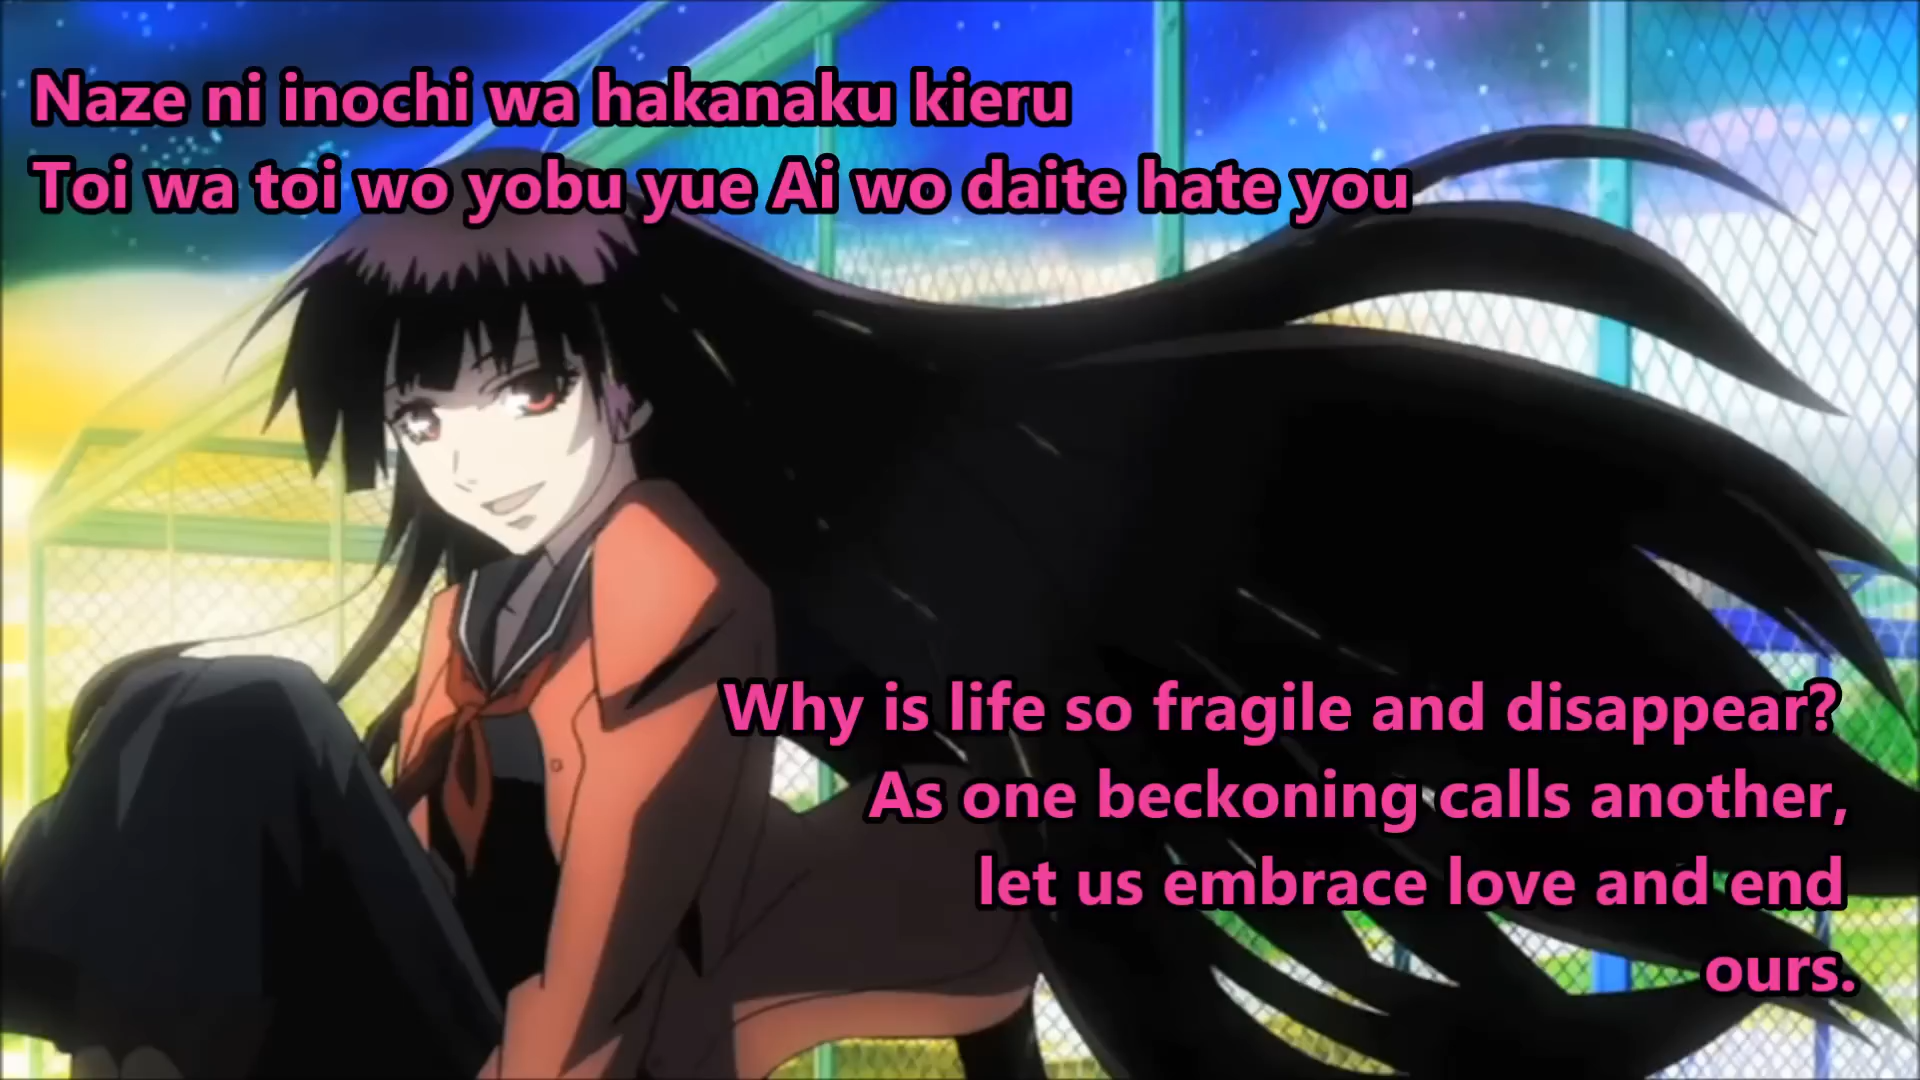 Naze ni inochi wa hakanaku kieru
Toi wa toi wo yobu yue Ai wo daite hate you
Why is life so fragile and disappear?
As one beckoning calls another,
let us embrace love and end
ours.